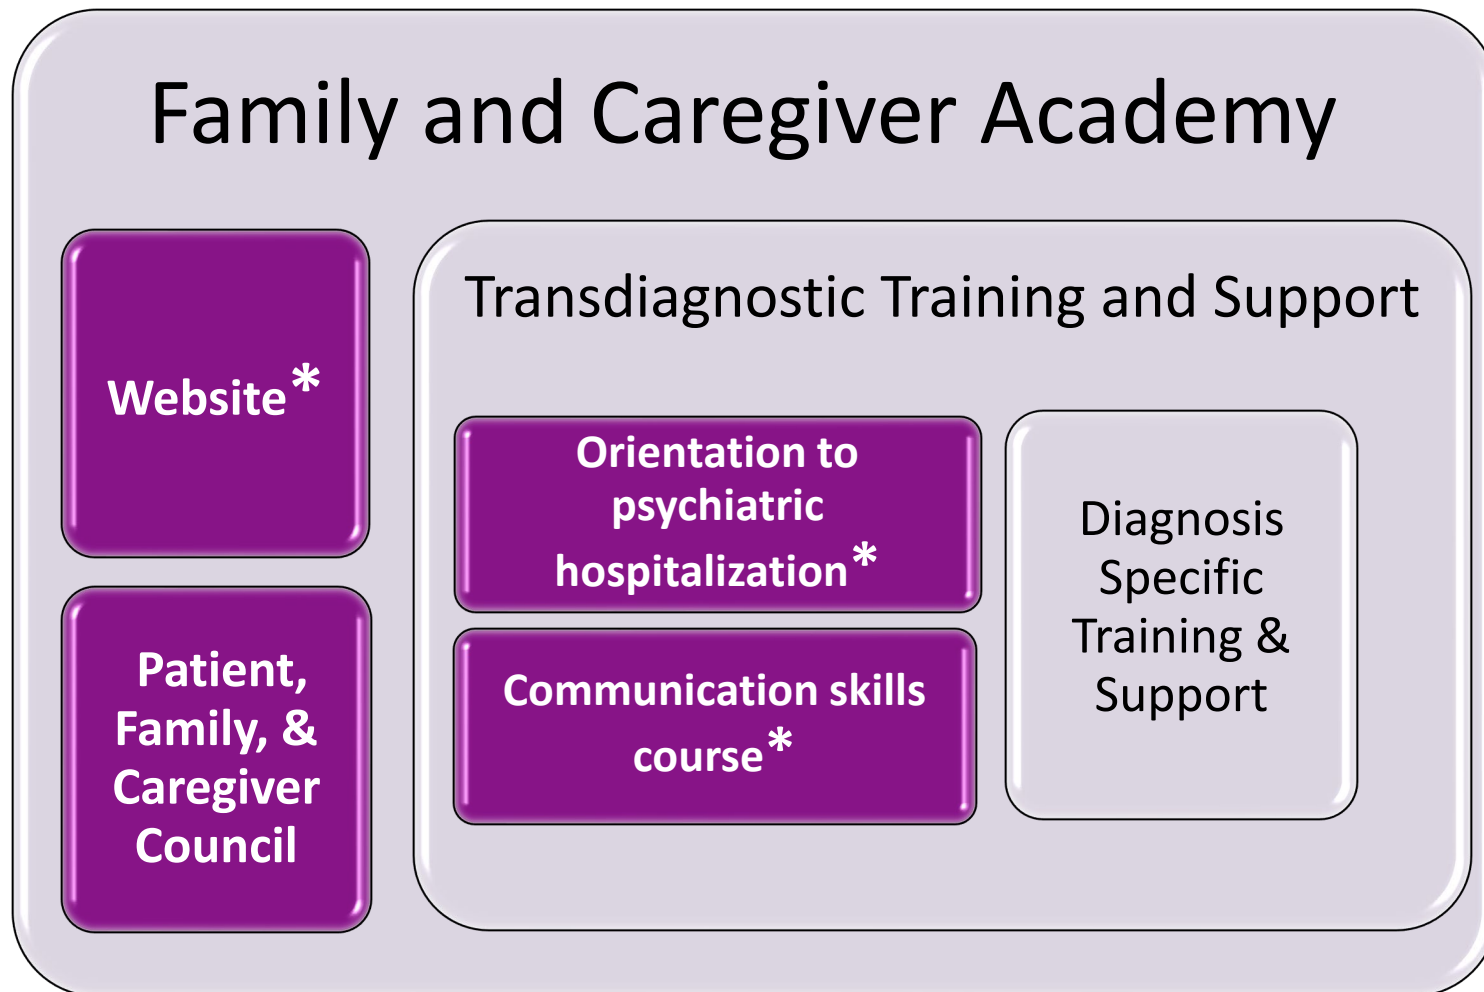 Family and Caregiver Academy
Website*
Patient,
Family, &
Caregiver
Council
Transdiagnostic Training and Support
Orientation to
psychiatric
hospitalization*
Communication skills
course*
Diagnosis
Specific
Training &
Support